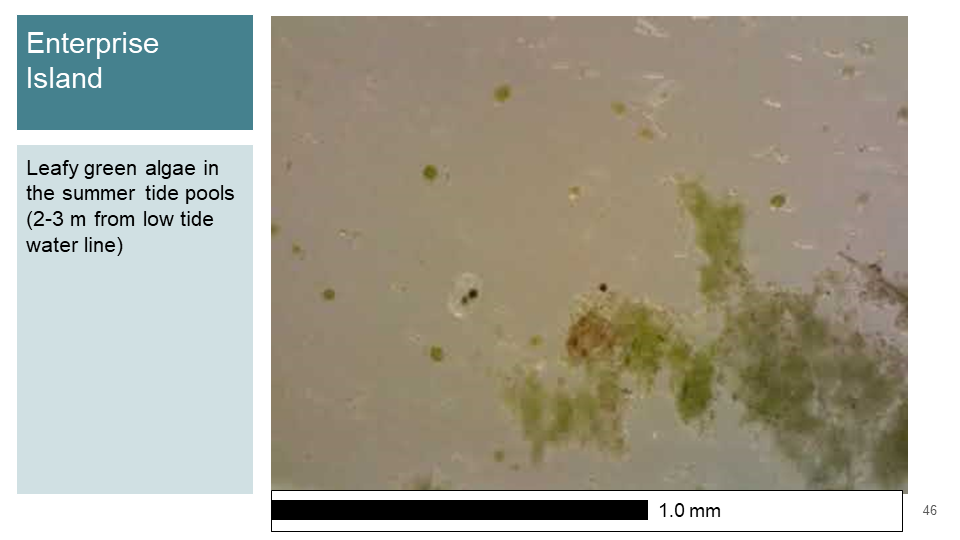 Enterprise
Island
Leafy green algae in
the summer tide pools
(2-3 m from low tide
water line)
1.0 mm
46